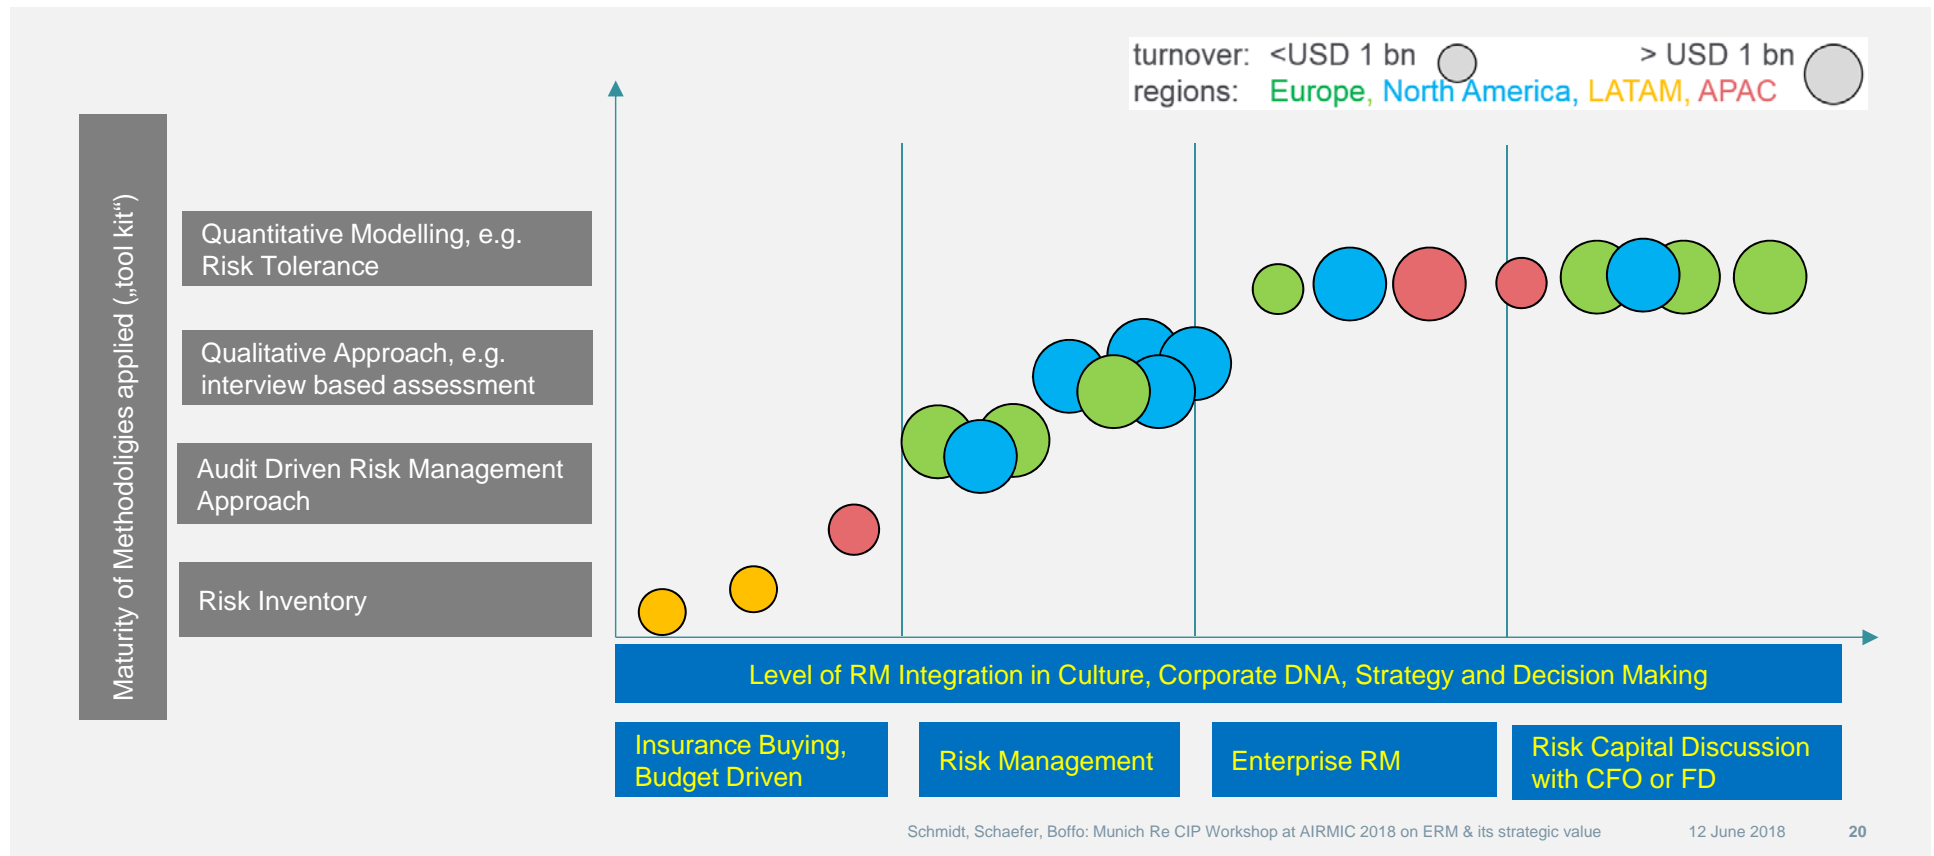 turnover: <USD 1 bn > USD 1 bn
regions: Europe, North America, LATAM, APAC
Maturity of Methodoligies applied („tool kit“)
Quantitative Modelling, e.g.
Risk Tolerance
Qualitative Approach, e.g.
interview based assessment
Audit Driven Risk Management
Approach
Risk Inventory
Level of RM Integration in Culture, Corporate DNA, Strategy and Decision Making
Insurance Buying,
Budget Driven
Risk Management
Enterprise RM
Risk Capital Discussion
with CFO or FD
Schmidt, Schaefer, Boffo: Munich Re CIP Workshop at AIRMIC 2018 on ERM & its strategic value 12 June 2018 20